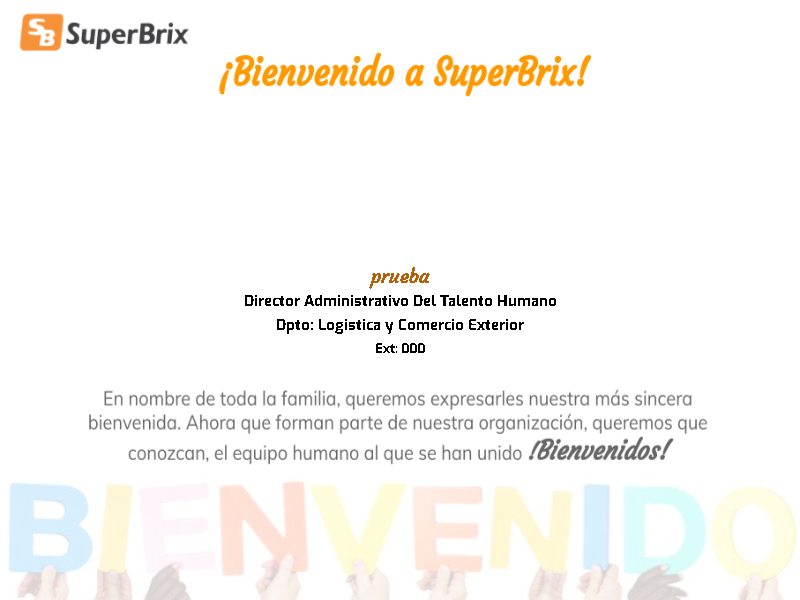 SB SuperBrix
¡Bienvenido a SuperBrix!
prueba
Director Administrativo Del Talento Humano
Dpto: Logistica y Comercio Exterior
Ext: 000
En nombre de toda la familia, queremos expresarles nuestra más sincera
bienvenida. Ahora que forman parte de nuestra organización, queremos que
conozcan, el equipo humano al que se han unido ¡Bienvenidos!
BIENVENIDO